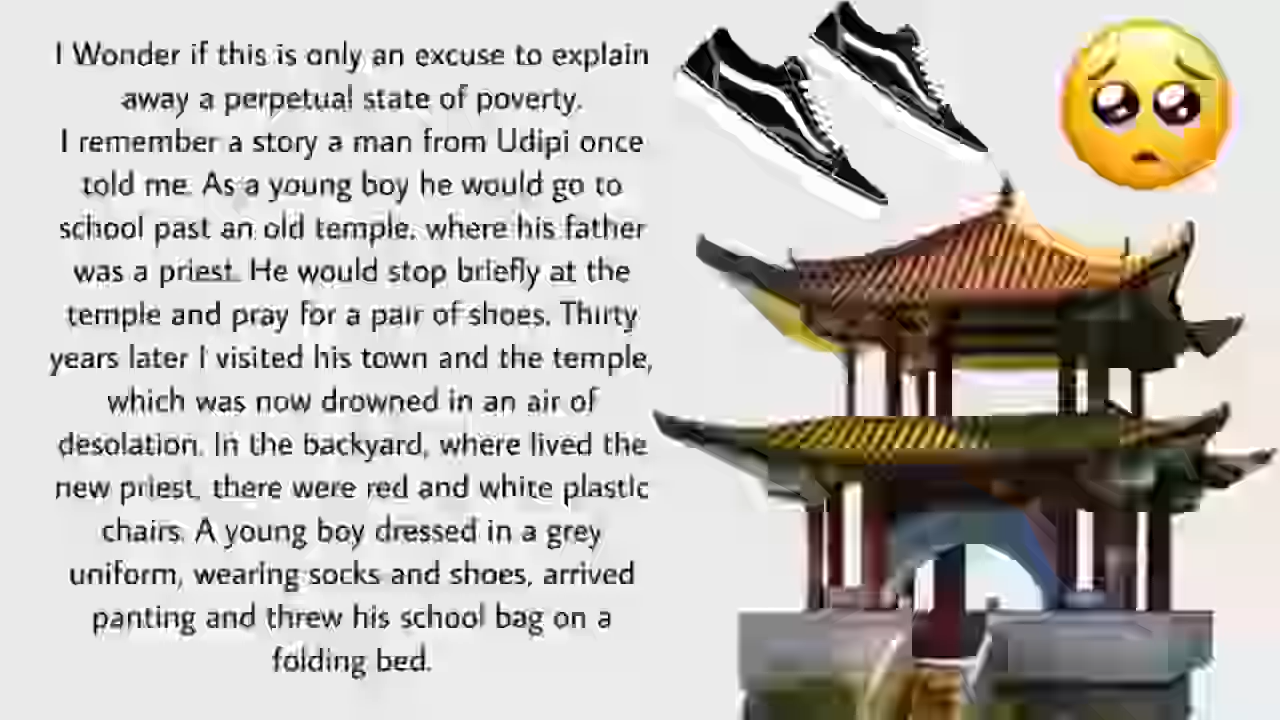 I Wonder if this is only an excuse to explain
away a perpetual state of poverty.
I remember a story a man from Udipi once
told me. As a young boy he would go to
school past an old temple, where his father
was a priest. He would stop briefly at the
temple and pray for a pair of shoes. Thirty
years later I visited his town and the temple,
which was now drowned in an air of
desolation. In the backyard, where lived the
new priest, there were red and white plastic
chairs. A young boy dressed in a grey
uniform, wearing socks and shoes, arrived
panting and threw his school bag on a
folding bed.